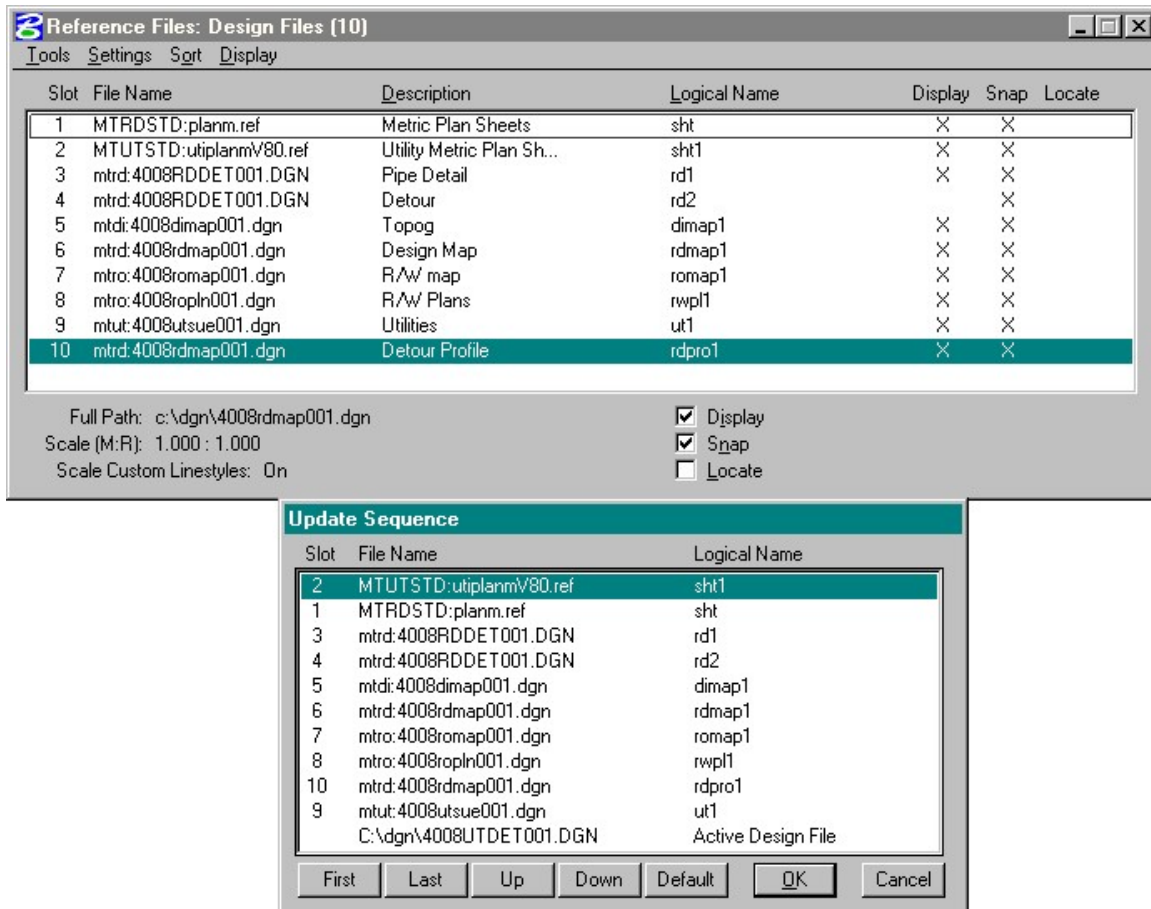 Reference Files: Design Files (10)
Tools Settings Sort Display
Slot File Name Description Logical Name Display Snap Locate
1 MTRDSTD:planm.ref Metric Plan Sheets sht X X
2 MTUTSTD:utiplanmV80.ref Utility Metric Plan Sh... sht1 X X
3 mtrd:4008RDDET001.DGN Pipe Detail rd1 X X
4 mtrd:4008RDDET001.DGN Detour rd2 X
5 mtdi:4008dimap001.dgn Topog dimap1 X X
6 mtrd:4008rdmap001.dgn Design Map rdmap1 X X
7 mtro:4008romap001.dgn R/W map romap1 X X
8 mtro:4008ropln001.dgn R/W Plans rwpl1 X X
9 mtut:4008utsue001.dgn Utilities ut1 X X
10 mtrd:4008rdmap001.dgn Detour Profile rdpro1 X X
Full Path: c:\dgn\4008rdmap001.dgn Display
Scale (M:R): 1.000 : 1.000 Snap
Scale Custom Linestyles: On Locate
Update Sequence
Slot File Name Logical Name
2 MTUTSTD:utiplanmV80.ref sht1
1 MTRDSTD:planm.ref sht
3 mtrd:4008RDDET001.DGN rd1
4 mtrd:4008RDDET001.DGN rd2
5 mtdi:4008dimap001.dgn dimap1
6 mtrd:4008rdmap001.dgn rdmap1
7 mtro:4008romap001.dgn romap1
8 mtro:4008ropln001.dgn rwpl1
10 mtrd:4008rdmap001.dgn rdpro1
9 mtut:4008utsue001.dgn ut1
C:\dgn\4008UTDET001.DGN Active Design File
First Last Up Down Default OK Cancel